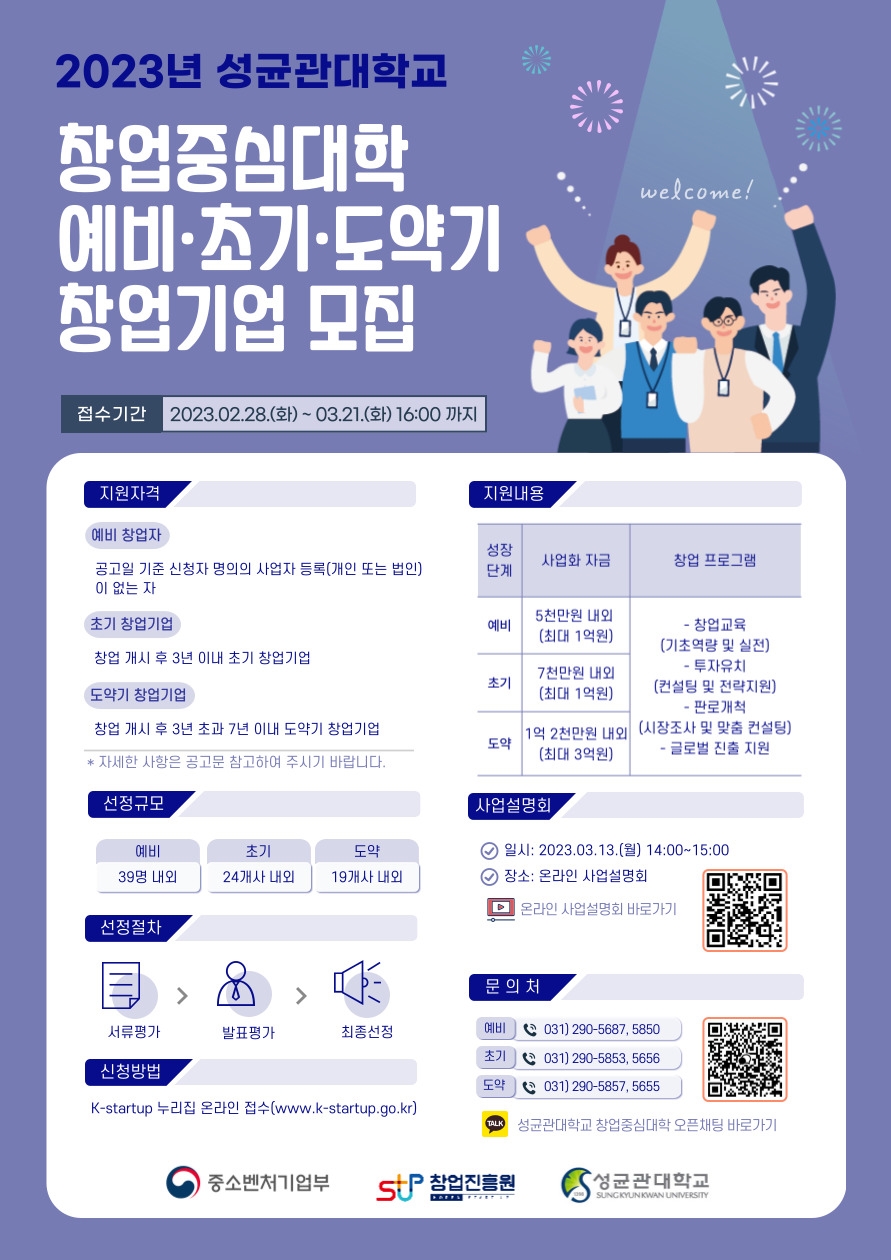 2023년 성균관대학교
창업중심대학
예비·초기·도약기
창업기업 모집
welcome!
접수기간 2023.02.28.(화) ~ 03.21.(화) 16:00 까지
지원자격
예비 창업자
공고일 기준 신청자 명의의 사업자 등록(개인 또는 법인)
이 없는 자
초기 창업기업
창업 개시 후 3년 이내 초기 창업기업
도약기 창업기업
창업 개시 후 3년 초과 7년 이내 도약기 창업기업
* 자세한 사항은 공고문 참고하여 주시기 바랍니다.
선정규모
예비 초기 도약
39명 내외 24개사 내외 19개사 내외
선정절차
서류평가 > 발표평가 > 최종선정
신청방법
K-startup 누리집 온라인 접수(www.k-startup.go.kr)
지원내용
성장
단계
사업화 자금
창업 프로그램
예비
5천만원 내외
(최대 1억원)
초기
7천만원 내외
(최대 1억원)
도약
1억 2천만원 내외
(최대 3억원)
- 창업교육
(기초역량 및 실전)
- 투자유치
(컨설팅 및 전략지원)
- 판로개척
(시장조사 및 맞춤 컨설팅)
- 글로벌 진출 지원
사업설명회
일시: 2023.03.13.(월) 14:00~15:00
장소: 온라인 사업설명회
온라인 사업설명회 바로가기
문 의 처
예비 031) 290-5687, 5850
초기 031) 290-5853, 5656
도약 031) 290-5857, 5655
TALK 성균관대학교 창업중심대학 오픈채팅 바로가기
중소벤처기업부
창업진흥원
성균관대학교
SUNGKYUNKWAN UNIVERSITY